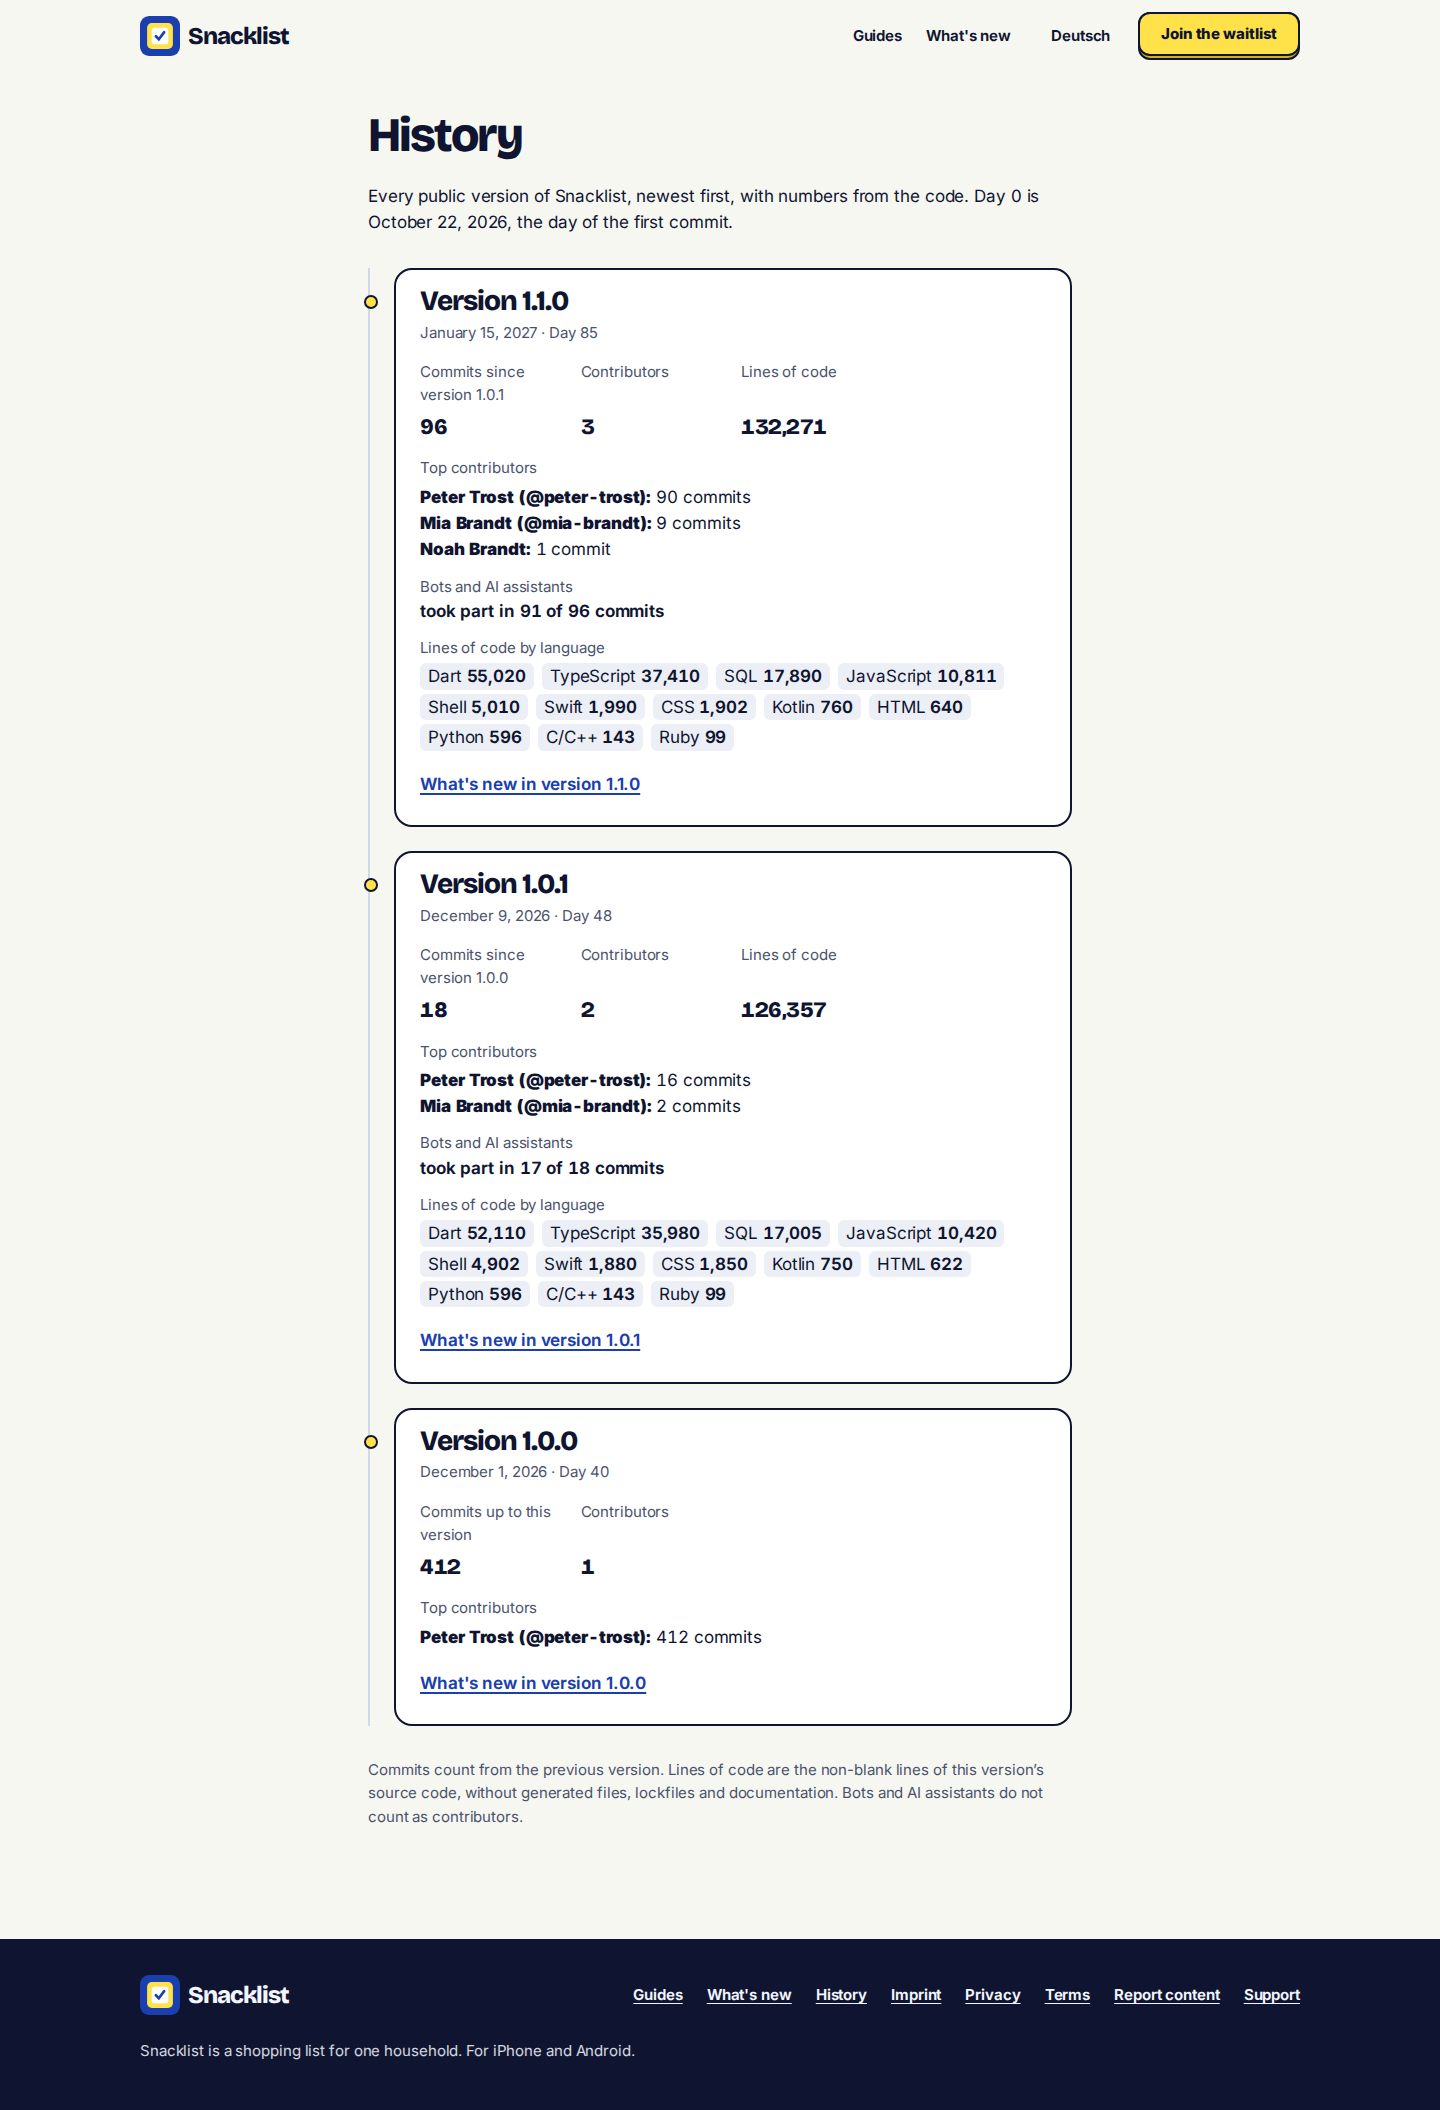 Snacklist
Guides What's new Deutsch Join the waitlist
History
Every public version of Snacklist, newest first, with numbers from the code. Day 0 is
October 22, 2026, the day of the first commit.
Version 1.1.0
January 15, 2027 · Day 85
Commits since
version 1.0.1
96
Contributors
3
Lines of code
132,271
Top contributors
Peter Trost (@peter-trost): 90 commits
Mia Brandt (@mia-brandt): 9 commits
Noah Brandt: 1 commit
Bots and AI assistants
took part in 91 of 96 commits
Lines of code by language
Dart 55,020 TypeScript 37,410 SQL 17,890 JavaScript 10,811
Shell 5,010 Swift 1,990 CSS 1,902 Kotlin 760 HTML 640
Python 596 C/C++ 143 Ruby 99
What's new in version 1.1.0
Version 1.0.1
December 9, 2026 · Day 48
Commits since
version 1.0.0
18
Contributors
2
Lines of code
126,357
Top contributors
Peter Trost (@peter-trost): 16 commits
Mia Brandt (@mia-brandt): 2 commits
Bots and AI assistants
took part in 17 of 18 commits
Lines of code by language
Dart 52,110 TypeScript 35,980 SQL 17,005 JavaScript 10,420
Shell 4,902 Swift 1,880 CSS 1,850 Kotlin 750 HTML 622
Python 596 C/C++ 143 Ruby 99
What's new in version 1.0.1
Version 1.0.0
December 1, 2026 · Day 40
Commits up to this
version
412
Contributors
1
Top contributors
Peter Trost (@peter-trost): 412 commits
What's new in version 1.0.0
Commits count from the previous version. Lines of code are the non-blank lines of this version’s
source code, without generated files, lockfiles and documentation. Bots and AI assistants do not
count as contributors.
Snacklist
Guides What's new History Imprint Privacy Terms Report content Support
Snacklist is a shopping list for one household. For iPhone and Android.